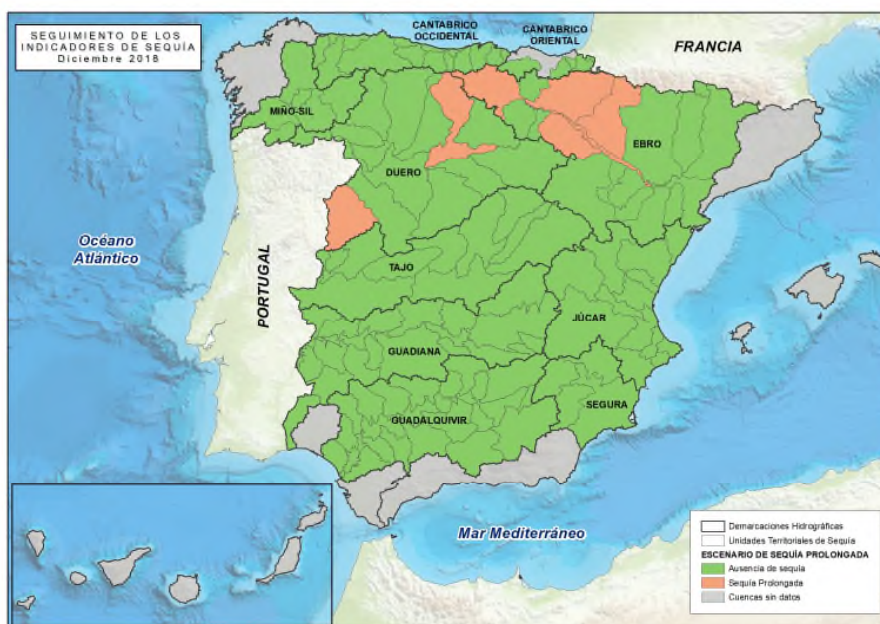 SEGUIMIENTO DE LOS
INDICADORES DE SEQUÍA
Diciembre 2018
CANTABRICO
OCCIDENTAL
CANTABRICO
ORIENTAL
FRANCIA
MIÑO-SIL
EBRO
DUERO
Océano
Atlántico
PORTUGAL
TAJO
JÚCAR
GUADIANA
GUADALQUIVIR
SEGURA
Mar Mediterráneo
Demarcaciones Hidrográficas
Unidades Territoriales de Sequía
ESCENARIO DE SEQUÍA PROLONGADA
Ausencia de sequía
Sequía Prolongada
Cuencas sin datos